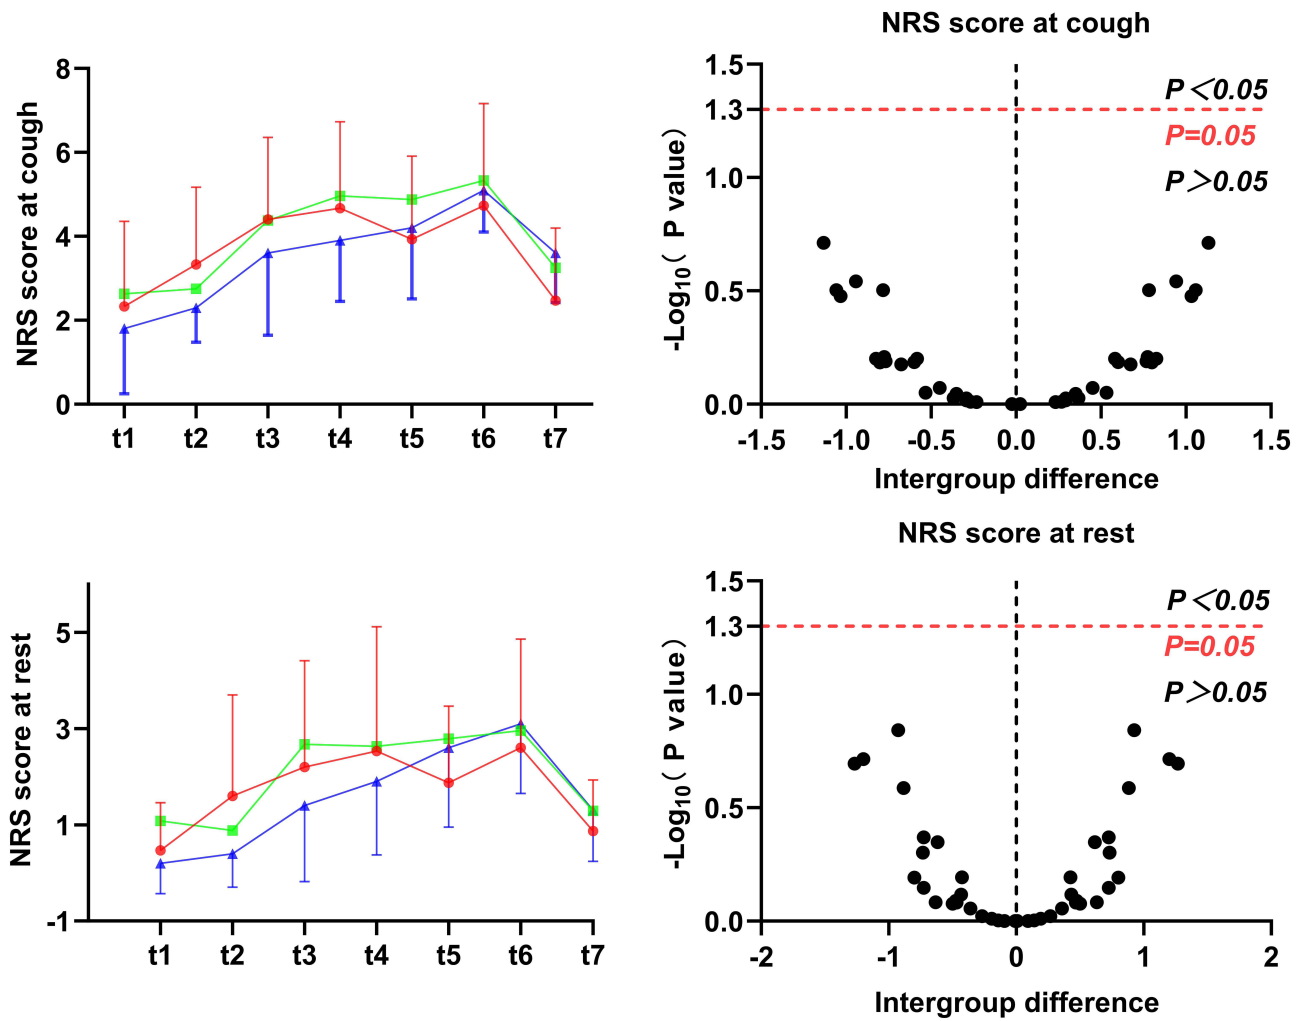 NRS score at cough
8
6
4
2
0
t1 t2 t3 t4 t5 t6 t7
NRS score at cough
-Log10( P value)
1.5
1.3
1.0
0.5
0.0
P<0.05
P=0.05
P>0.05
-1.5 -1.0 -0.5 0.0 0.5 1.0 1.5
Intergroup difference
NRS score at rest
5
3
1
-1
t1 t2 t3 t4 t5 t6 t7
NRS score at rest
-Log10( P value)
1.5
1.3
1.0
0.5
0.0
P<0.05
P=0.05
P>0.05
-2 -1 0 1 2
Intergroup difference